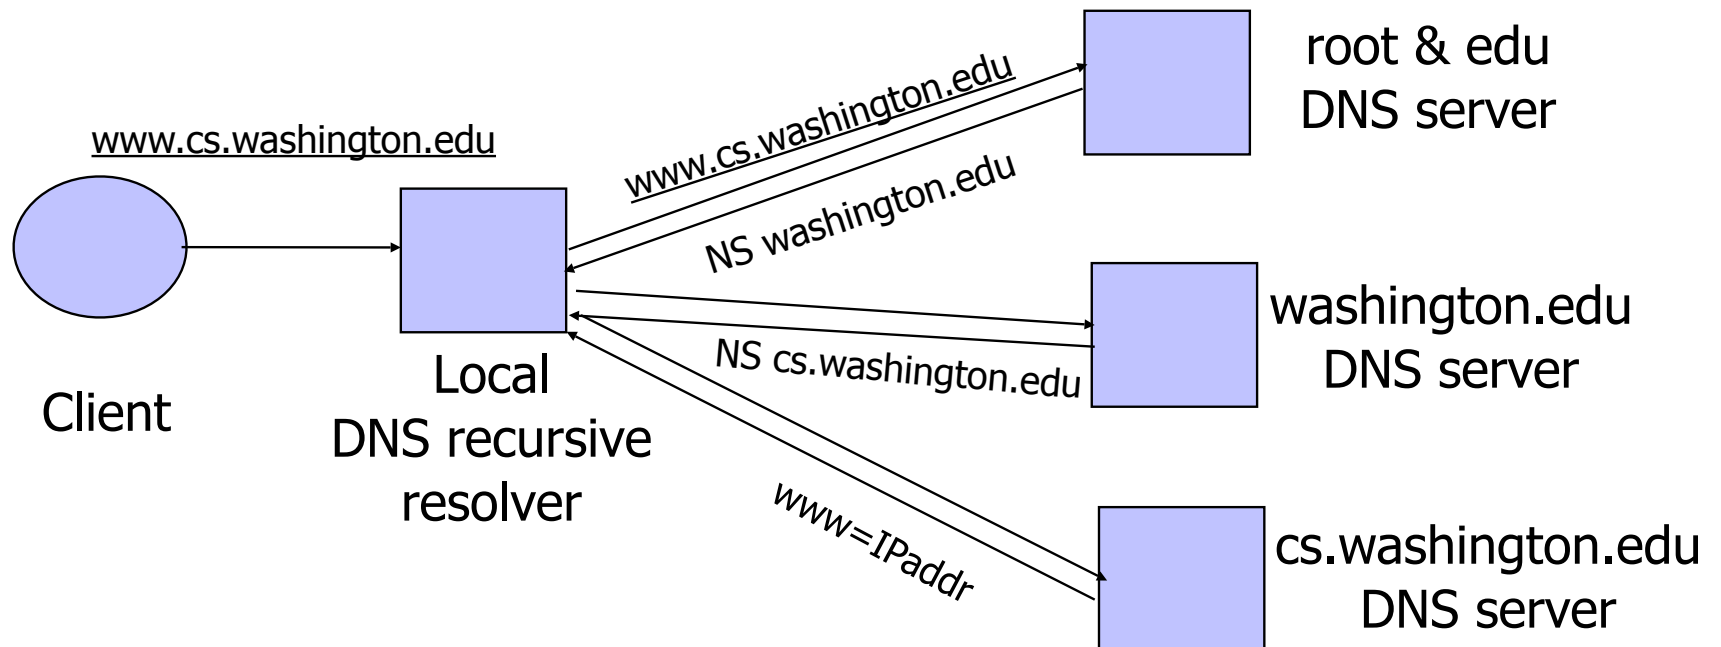 root & edu
DNS server
www.cs.washington.edu
www.cs.washington.edu
NS washington.edu
washington.edu
DNS server
NS cs.washington.edu
Client
Local
DNS recursive
resolver
www=IPaddr
cs.washington.edu
DNS server